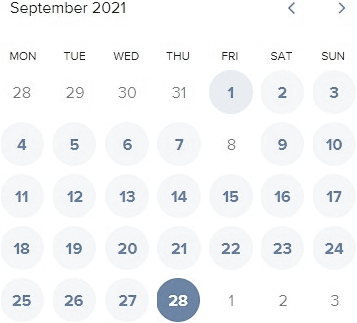 September 2021
MON TUE WED THU FRI SAT SUN
28 29 30 31 1 2 3
4 5 6 7 8 9 10
11 12 13 14 15 16 17
18 19 20 21 22 23 24
25 26 27 28 1 2 3